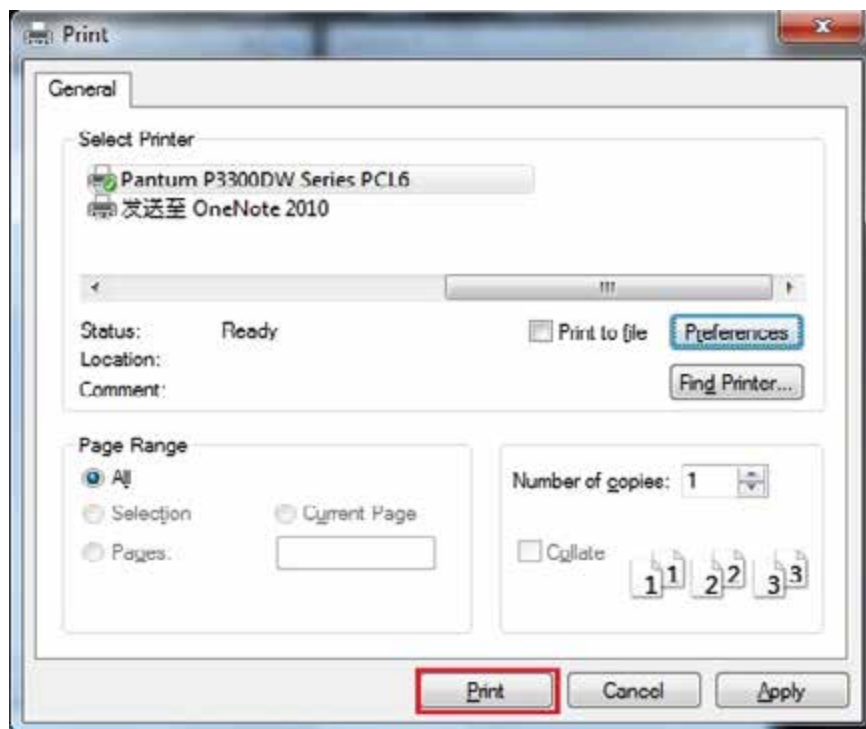 Print
General
Select Printer
Pantum P3300DW Series PCL6
发送至 OneNote 2010
Status: Ready
Print to file
Preferences
Location:
Comment:
Find Printer...
Page Range
All
Selection
Current Page
Pages:
Number of copies: 1
Collate
1 1 2 2 3 3
Print
Cancel
Apply